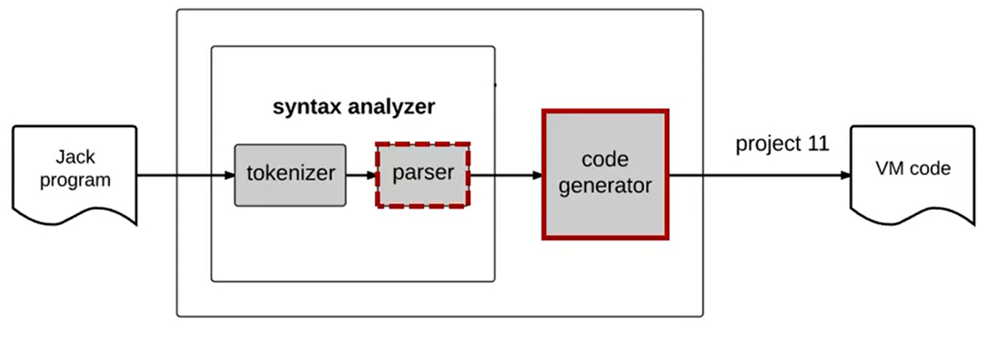 syntax analyzer
Jack
program
tokenizer
parser
code
generator
project 11
VM code